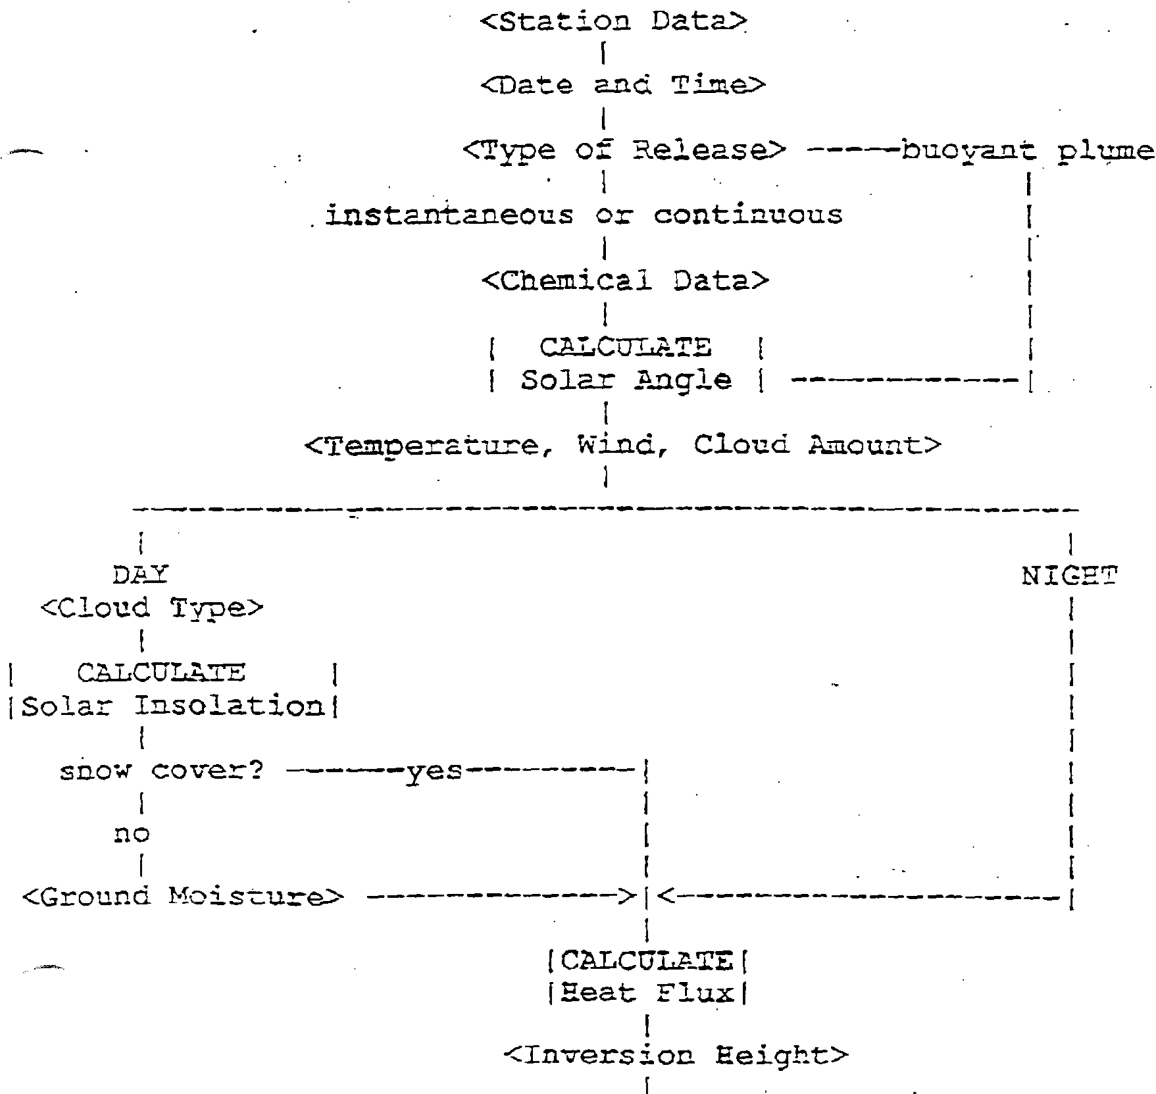 <Station Data>
<Date and Time>
<Type of Release> -----buoyant plume
instantaneous or continuous
<Chemical Data>
| CALCULATE |
| Solar Angle | ------------|
<Temperature, Wind, Cloud Amount>
DAY NIGHT
<Cloud Type>
| CALCULATE |
|Solar Insolation|
snow cover? ------yes---------|
no
<Ground Moisture> -------------->|<--------------------|
|CALCULATE|
|Heat Flux|
<Inversion Height>